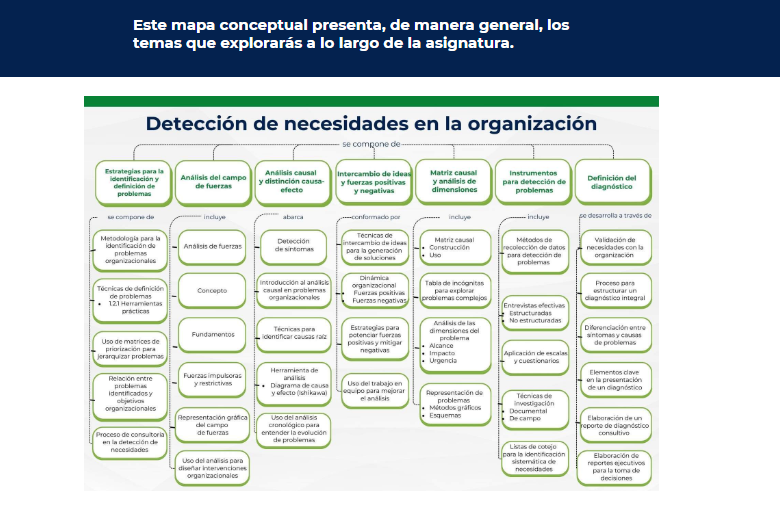 Este mapa conceptual presenta, de manera general, los
temas que explorarás a lo largo de la asignatura.
Detección de necesidades en la organización
se compone de
Estrategias para la
identificación y
definición de
problemas
se compone de
Metodología para la
identificación de
problemas
organizacionales
Técnicas de definición
de problemas
• 1.2.1 Herramientas
prácticas
Uso de matrices de
priorización para
jerarquizar problemas
Relación entre
problemas
identificados y
objetivos
organizacionales
Proceso de consultoría
en la detección de
necesidades
Análisis del campo
de fuerzas
incluye
Análisis de fuerzas
Concepto
Fundamentos
Fuerzas impulsoras
y restrictivas
Representación gráfica
del campo
de fuerzas
Uso del análisis para
diseñar intervenciones
organizacionales
Análisis causal
y distinción causa-
efecto
abarca
Detección
de síntomas
Introducción al análisis
causal en problemas
organizacionales
Técnicas para
identificar causas raíz
Herramienta de
análisis
• Diagrama de causa
y efecto (Ishikawa)
Uso del análisis
cronológico para
entender la evolución
de problemas
Intercambio de ideas
y fuerzas positivas
y negativas
conformado por
Técnicas de
intercambio de ideas
para la generación
de soluciones
Dinámica
organizacional
• Fuerzas positivas
• Fuerzas negativas
Estrategias para
potenciar fuerzas
positivas y mitigar
negativas
Uso del trabajo en
equipo para mejorar
el análisis
Matriz causal
y análisis de
dimensiones
Incluye
Matriz causal
• Construcción
• Uso
Tabla de incógnitas
para explorar
problemas complejos
Análisis de las
dimensiones del
problema
• Alcance
• Impacto
• Urgencia
Representación de
problemas
• Métodos gráficos
• Esquemas
Instrumentos
para detección de
problemas
incluye
Métodos de
recolección de datos
para detección de
problemas
Entrevistas efectivas
• Estructuradas
• No estructuradas
Aplicación de escalas
y cuestionarios
Técnicas de
investigación
• Documental
• De campo
Listas de cotejo
para la identificación
sistemática de
necesidades
Definición del
diagnóstico
se desarrolla a través de
Validación de
necesidades con la
organización
Proceso para
estructurar un
diagnóstico integral
Diferenciación entre
síntomas y causas
de problemas
Elementos clave
en la presentación
de un diagnóstico
Elaboración de un
reporte de diagnóstico
consultivo
Elaboración de
reportes ejecutivos
para la toma de
decisiones